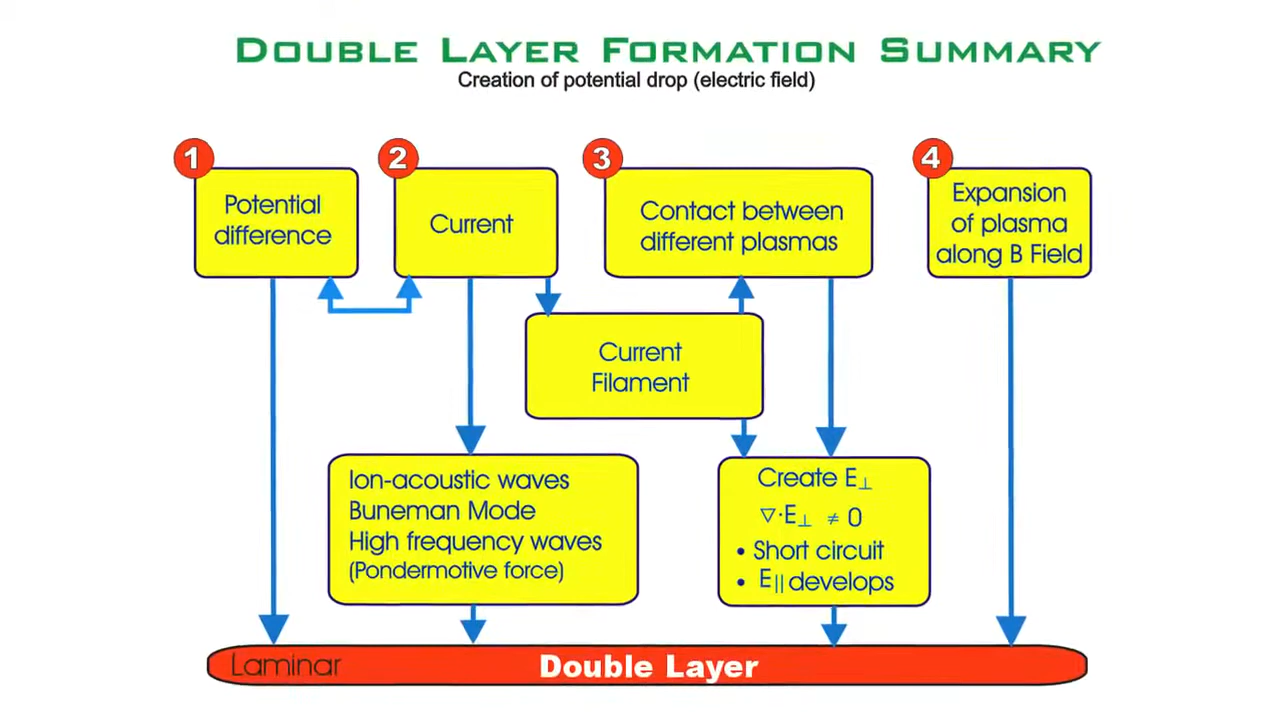 Double Layer Formation Summary
Creation of potential drop (electric field)
1
Potential
difference
2
Current
3
Contact between
different plasmas
4
Expansion
of plasma
along B Field
Current
Filament
Ion-acoustic waves
Buneman Mode
High frequency waves
(Pondermotive force)
Create E⊥
▽·E⊥ ≠ 0
• Short circuit
• E|| develops
Laminar
Double Layer